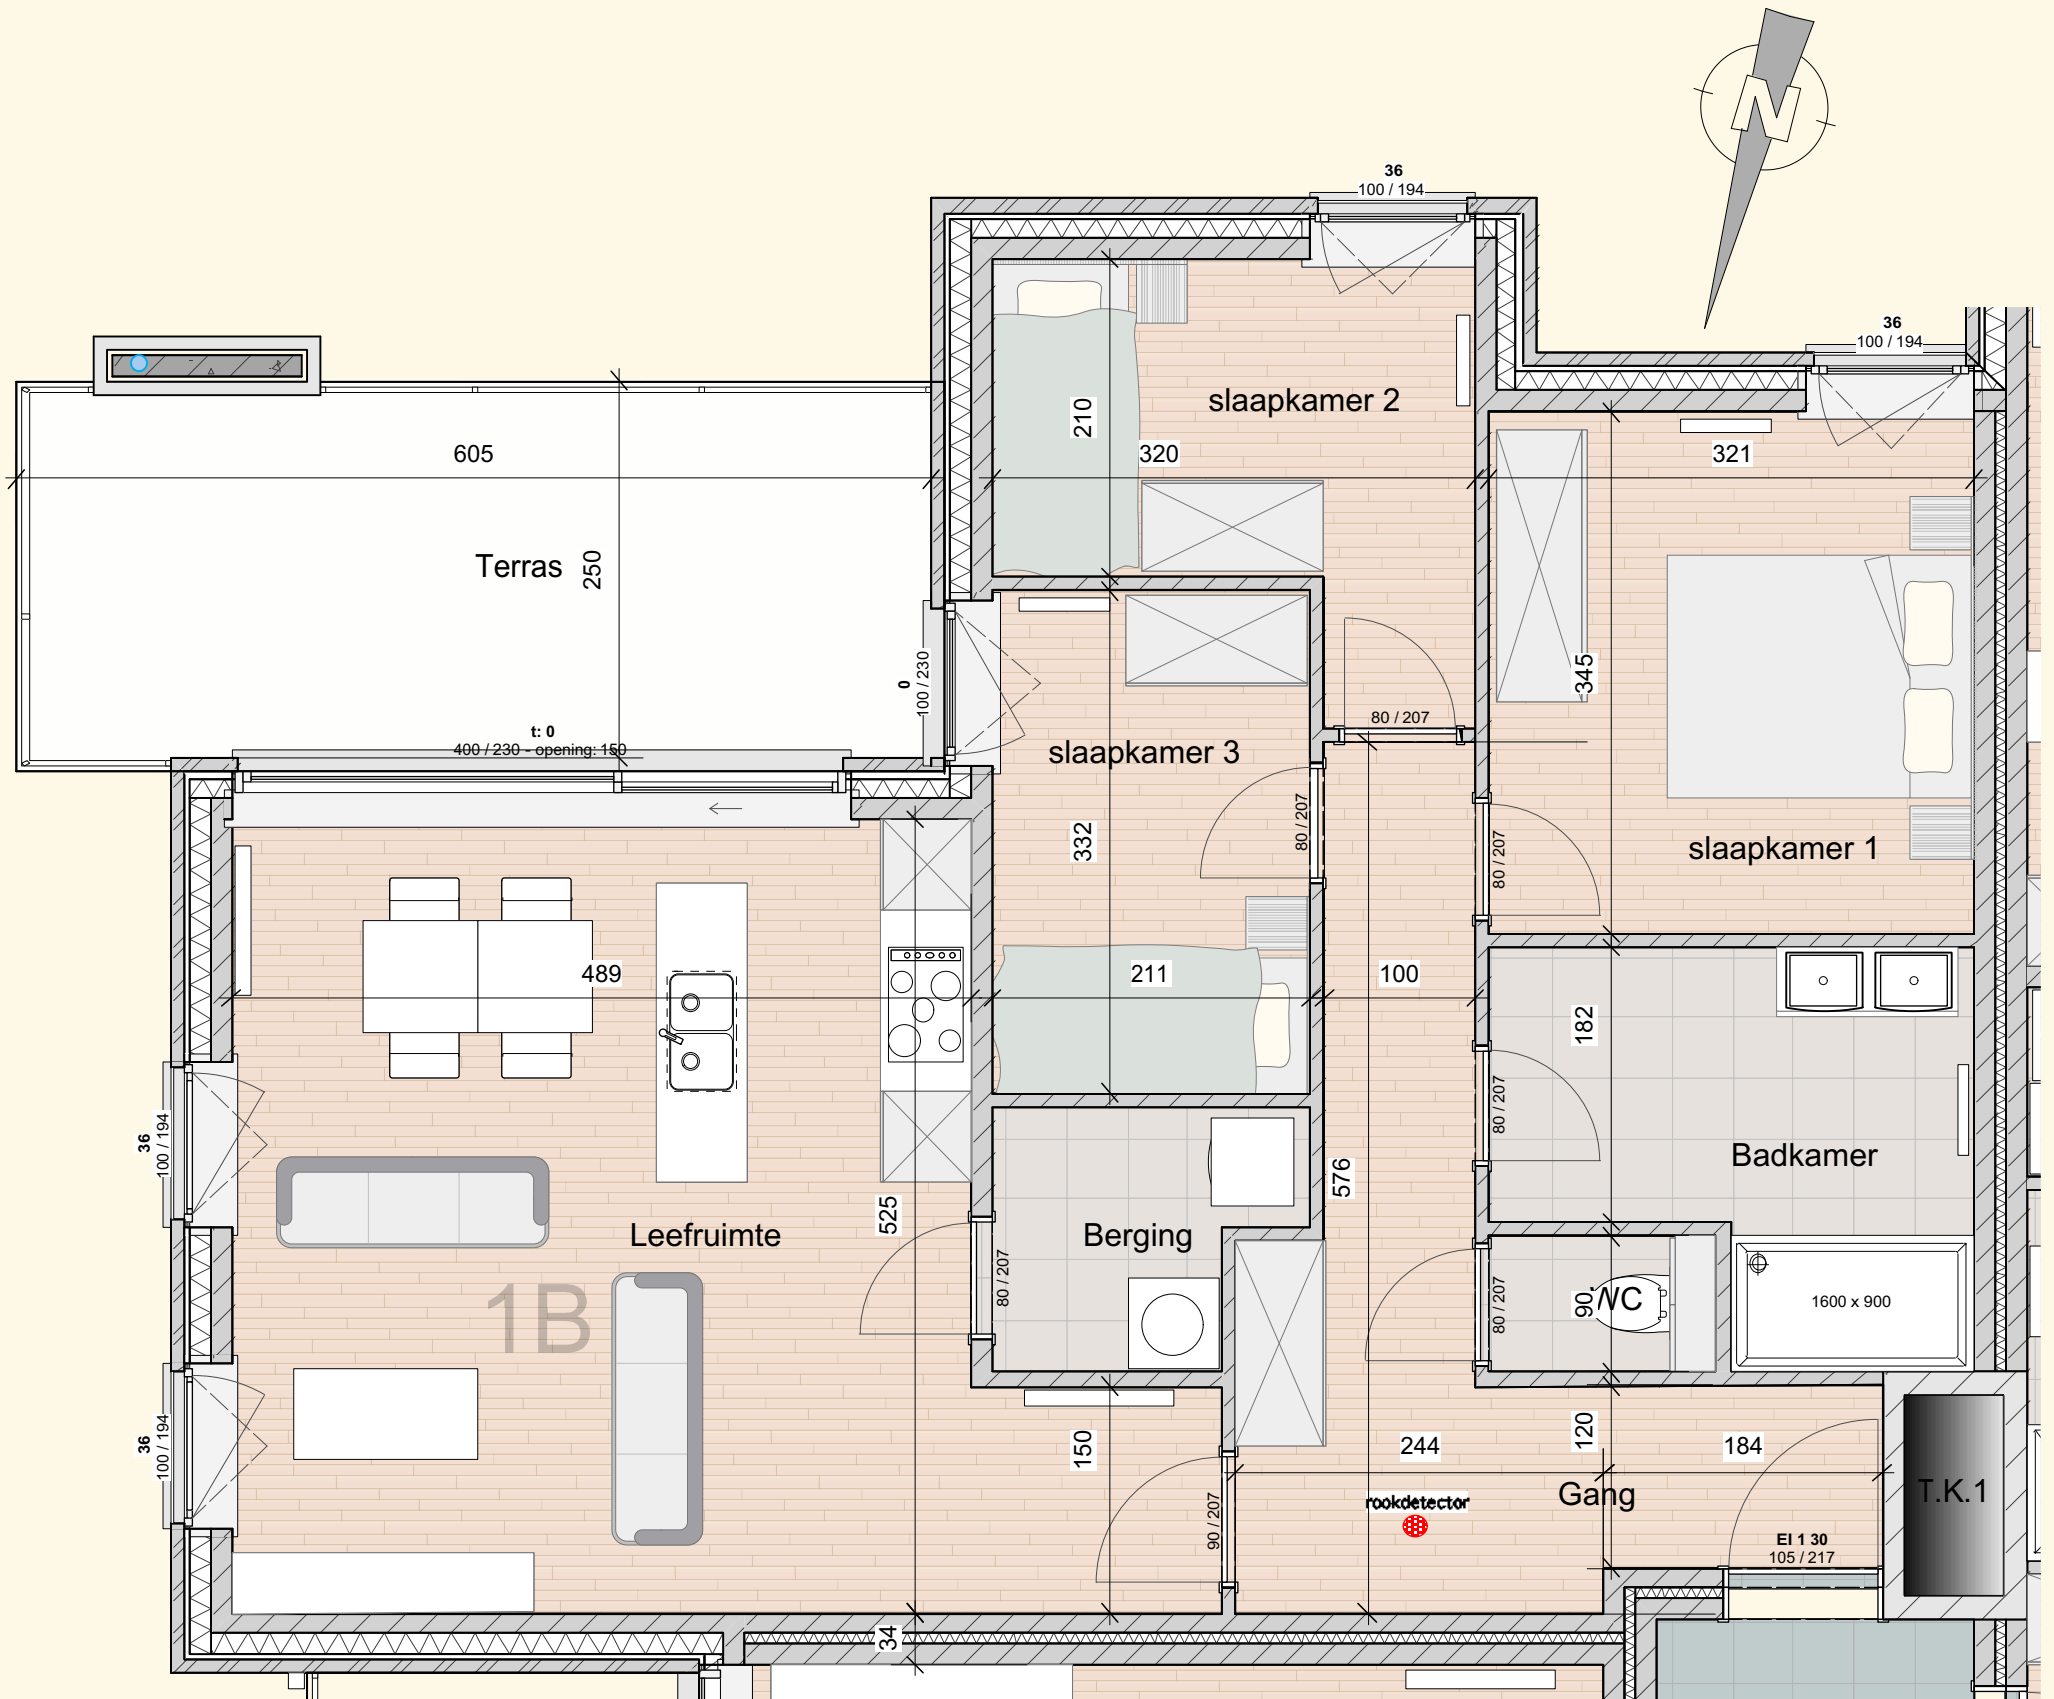 N
36
100 / 194
36
100 / 194
slaapkamer 2
210
320
321
605
Terras
250
0
100 / 230
t: 0
400 / 230 - opening: 150
345
80 / 207
slaapkamer 3
332
80 / 207
80 / 207
slaapkamer 1
489
211
100
182
80 / 207
36
100 / 194
Badkamer
576
525
Leefruimte
Berging
80 / 207
80 / 207
90
WC
1600 x 900
1B
36
100 / 194
150
244
120
184
90 / 207
rookdetector
Gang
T.K.1
EI 1 30
105 / 217
34